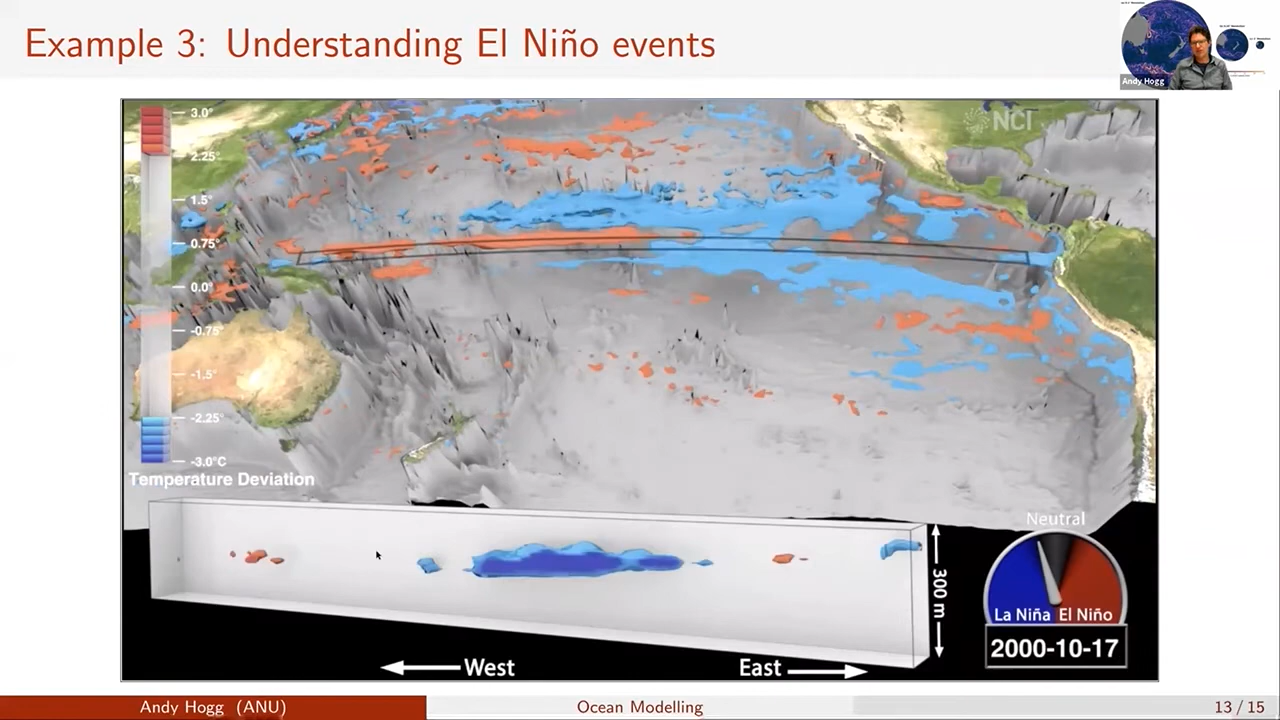 Example 3: Understanding El Niño events
Andy Hogg
NCI
3.0°
2.25°
1.5°
0.75°
0.0°
-0.75°
-1.5°
-2.25°
-3.0°C
Temperature Deviation
Neutral
La Niña El Niño
2000-10-17
300 m
West
East
Andy Hogg (ANU)
Ocean Modelling
13 / 15